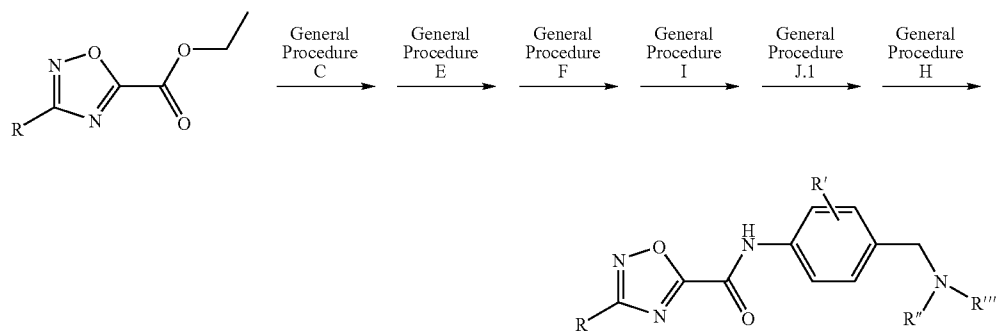 General Procedure C
General Procedure E
General Procedure F
General Procedure I
General Procedure J.1
General Procedure H
N
O
O
N
O
R
R'
H
N
O
N
N
O
R
R"
N
R'''